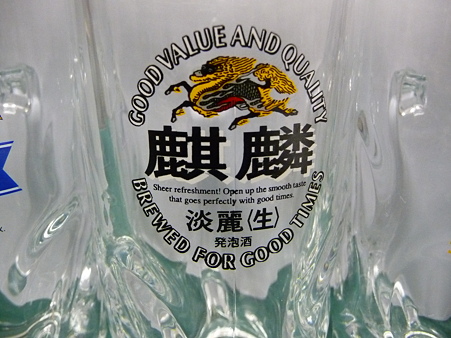 GOOD VALUE AND QUALITY
麒麟
Sheer refreshment! Open up the smooth taste
that goes perfectly with good times.
淡麗〈生〉
発泡酒
BREWED FOR GOOD TIMES